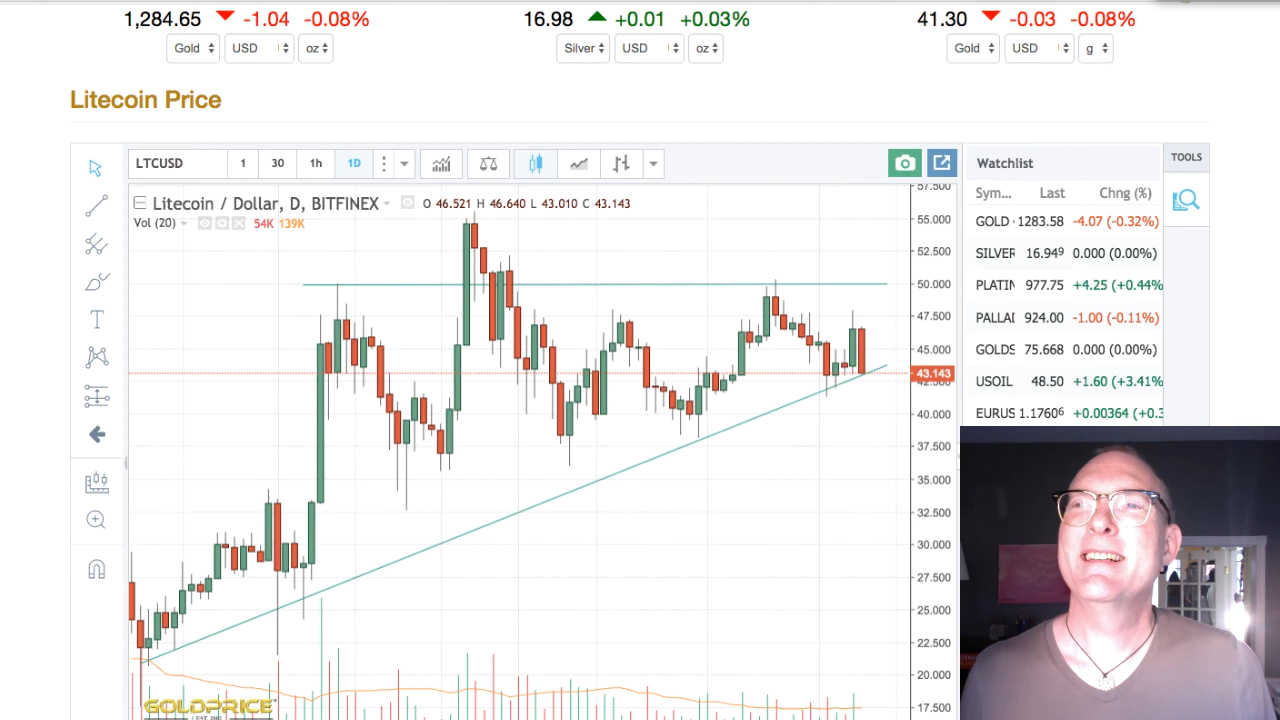 1,284.65 -1.04 -0.08%
16.98 +0.01 +0.03%
41.30 -0.03 -0.08%
Gold USD oz
Silver USD oz
Gold USD g
Litecoin Price
LTCUSD 1 30 1h 1D
Litecoin / Dollar, D, BITFINEX O 46.521 H 46.640 L 43.010 C 43.143
Vol (20) 54K 139K
57.500
55.000
52.500
50.000
47.500
45.000
43.143
42.500
40.000
37.500
35.000
32.500
30.000
27.500
25.000
22.500
20.000
17.500
T
GOLDPRICE
EST 2002
Watchlist
Sym... Last Chng (%)
GOLD 1283.58 -4.07 (-0.32%)
SILVER 16.949 0.000 (0.00%)
PLATIN 977.75 +4.25 (+0.44%
PALLAD 924.00 -1.00 (-0.11%)
GOLDS 75.668 0.000 (0.00%)
USOIL 48.50 +1.60 (+3.41%
EURUS 1.17606 +0.00364 (+0.3
TOOLS